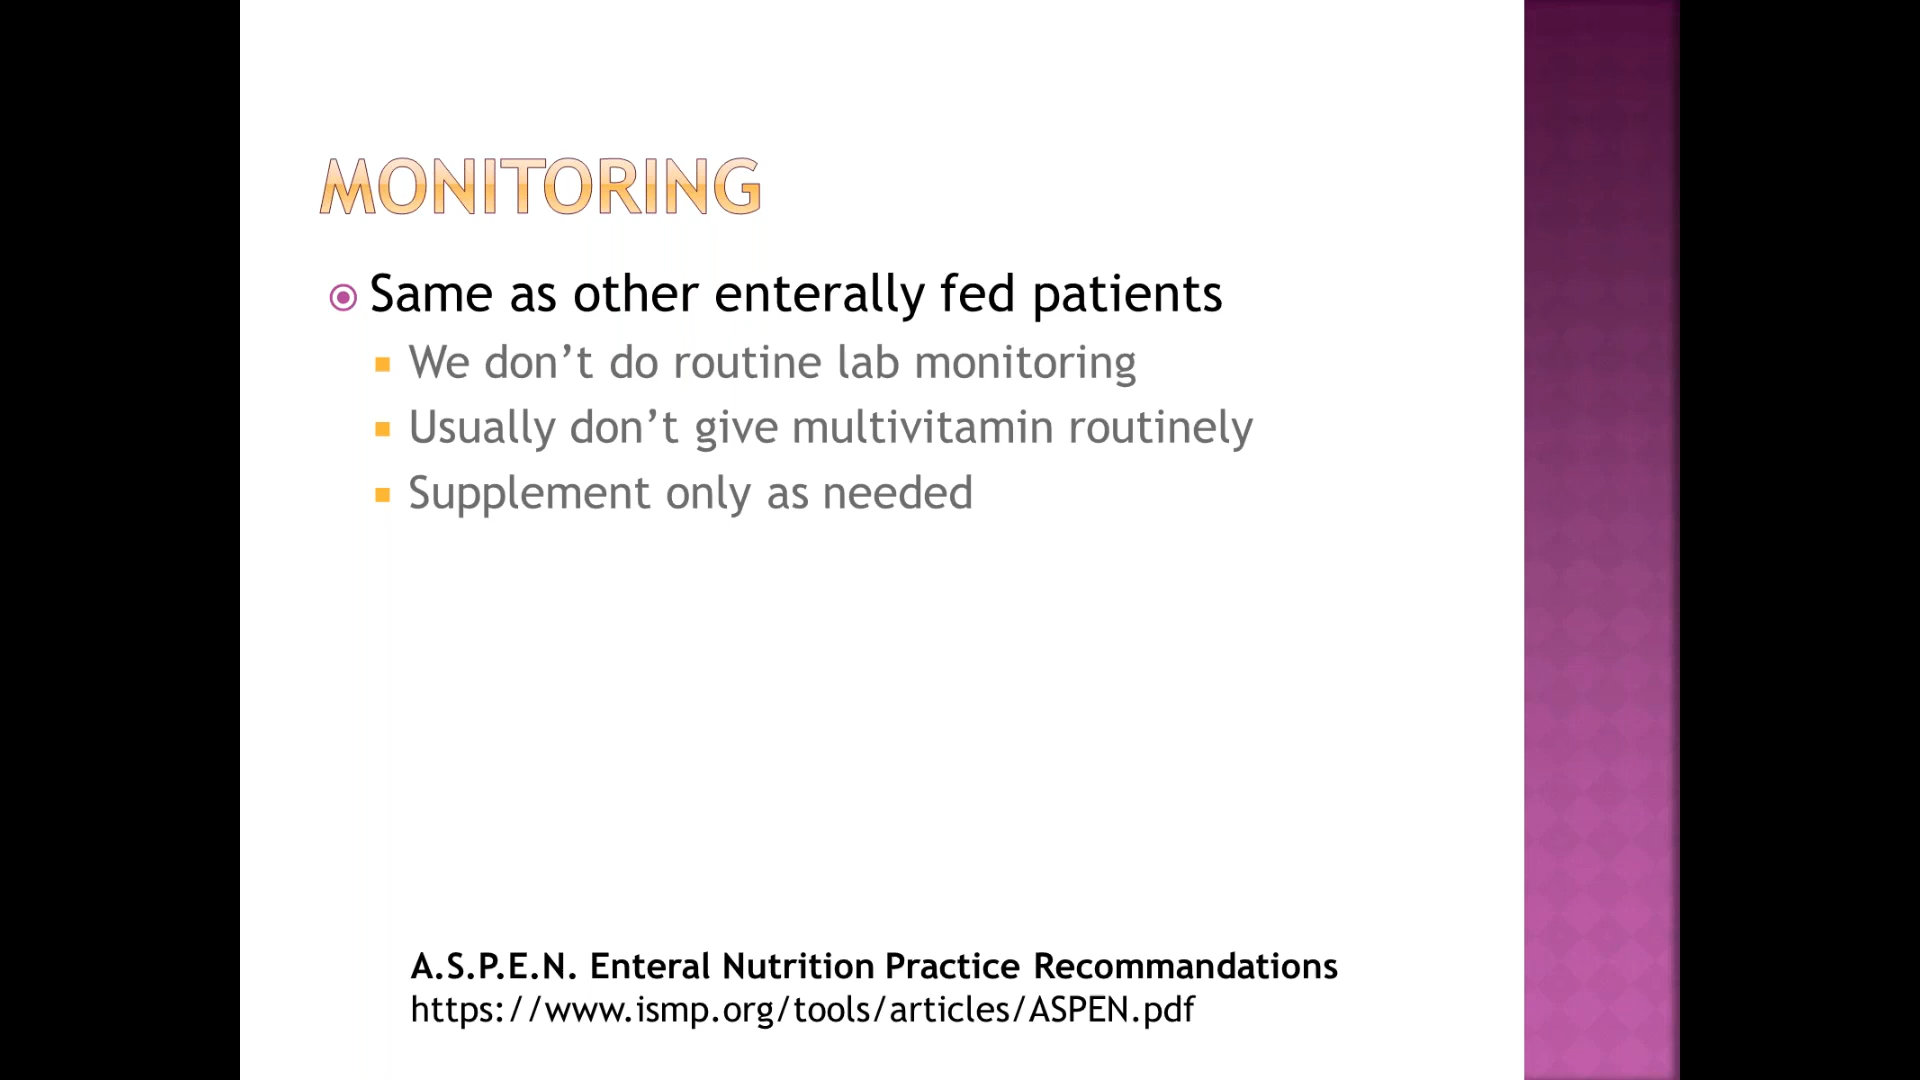 MONITORING
Same as other enterally fed patients
We don’t do routine lab monitoring
Usually don’t give multivitamin routinely
Supplement only as needed
A.S.P.E.N. Enteral Nutrition Practice Recommandations
https://www.ismp.org/tools/articles/ASPEN.pdf